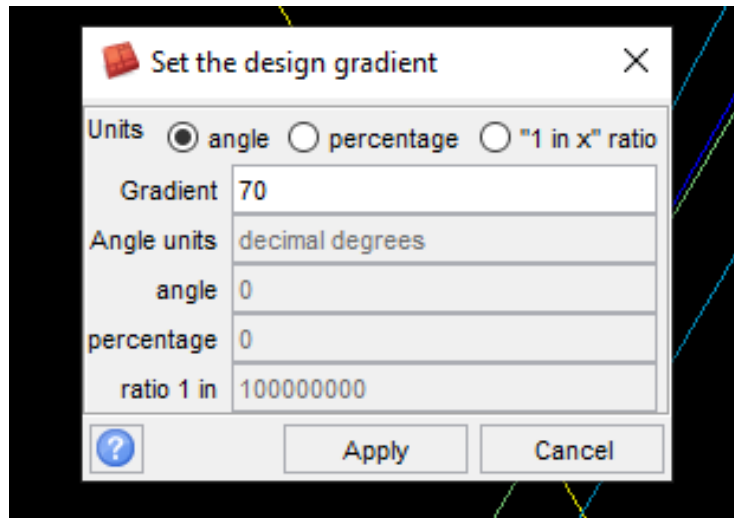 Set the design gradient
Units angle percentage "1 in x" ratio
Gradient 70
Angle units decimal degrees
angle 0
percentage 0
ratio 1 in 100000000
? Apply Cancel